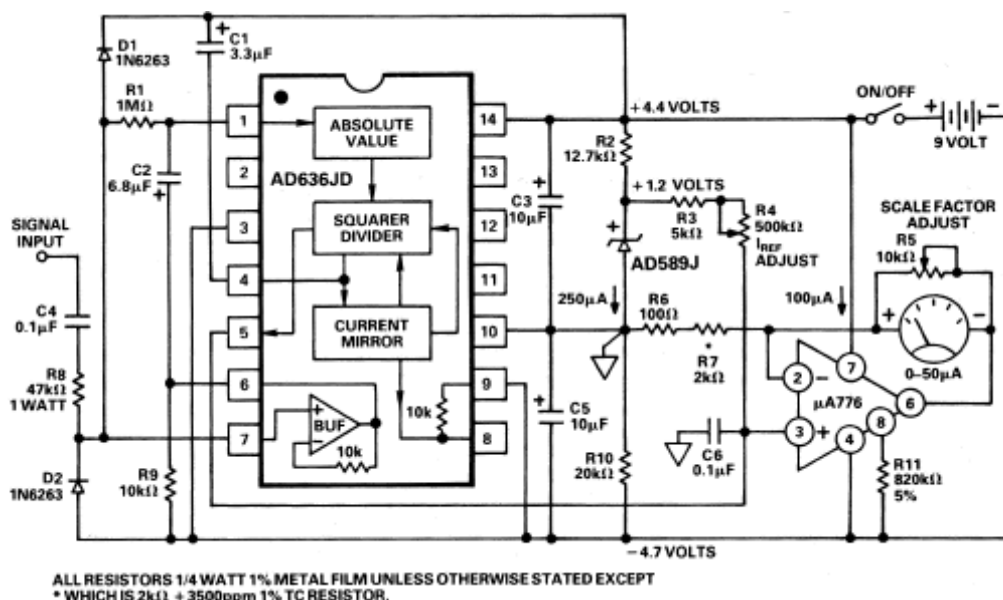 D1
1N6263
+
C1
3.3μF
R1
1MΩ
C2
6.8μF
+
SIGNAL
INPUT
C4
0.1μF
R8
47kΩ
1 WATT
D2
1N6263
R9
10kΩ
1
2
3
4
5
6
7
AD636JD
ABSOLUTE
VALUE
SQUARER
DIVIDER
CURRENT
MIRROR
+
BUF
−
10k
10k
14
13
12
11
10
9
8
+4.4 VOLTS
R2
12.7kΩ
+
C3
10μF
+1.2 VOLTS
+
R3
5kΩ
R4
500kΩ
IREF
ADJUST
AD589J
250μA
R6
100Ω
*
R7
2kΩ
+
C5
10μF
R10
20kΩ
C6
0.1μF
−4.7 VOLTS
ON/OFF
+
−
9 VOLT
SCALE FACTOR
ADJUST
R5
10kΩ
100μA
+
−
0–50μA
2
−
7
μA776
6
3
+
4
8
R11
820kΩ
5%
ALL RESISTORS 1/4 WATT 1% METAL FILM UNLESS OTHERWISE STATED EXCEPT
* WHICH IS 2kΩ +3500ppm 1% TC RESISTOR.